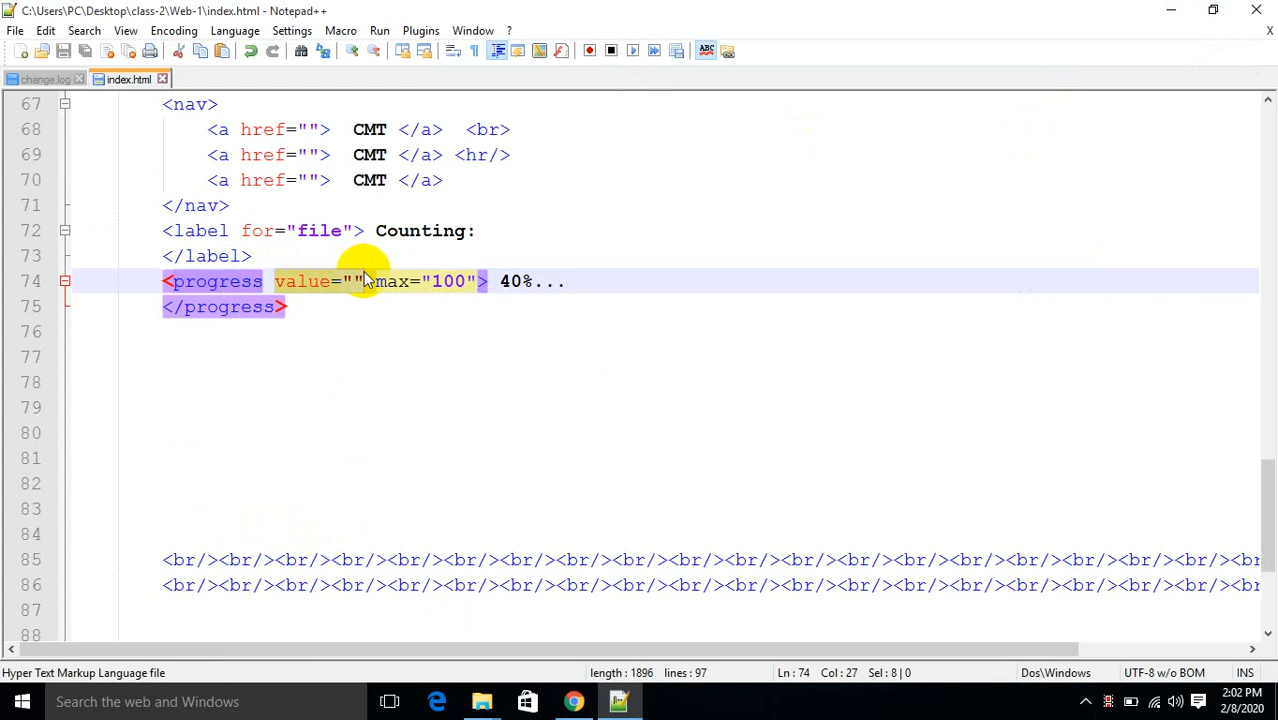 C:\Users\PC\Desktop\class-2\Web-1\index.html - Notepad++
File Edit Search View Encoding Language Settings Macro Run Plugins Window ? X
change.log index.html
67 <nav>
68 <a href=""> CMT </a> <br>
69 <a href=""> CMT </a> <hr/>
70 <a href=""> CMT </a>
71 </nav>
72 <label for="file"> Counting:
73 </label>
74 <progress value="" max="100"> 40%...
75 </progress>
76
77
78
79
80
81
82
83
84
85 <br/><br/><br/><br/><br/><br/><br/><br/><br/><br/><br/><br/><br/><br/><br/><br/><br/><br/><br/><br
86 <br/><br/><br/><br/><br/><br/><br/><br/><br/><br/><br/><br/><br/><br/><br/><br/><br/><br/><br/><br
87
88
Hyper Text Markup Language file length : 1896 lines : 97 Ln : 74 Col : 27 Sel : 8 | 0 Dos\Windows UTF-8 w/o BOM INS
Search the web and Windows
2:02 PM
2/8/2020